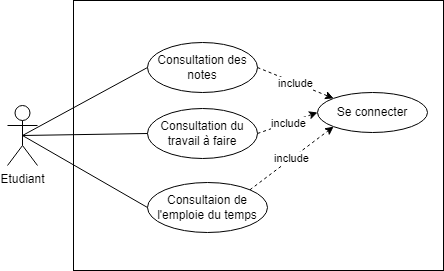 Consultation des
notes
include
Se connecter
Consultation du
travail à faire
include
include
Etudiant
Consultaion de
l'emploie du temps